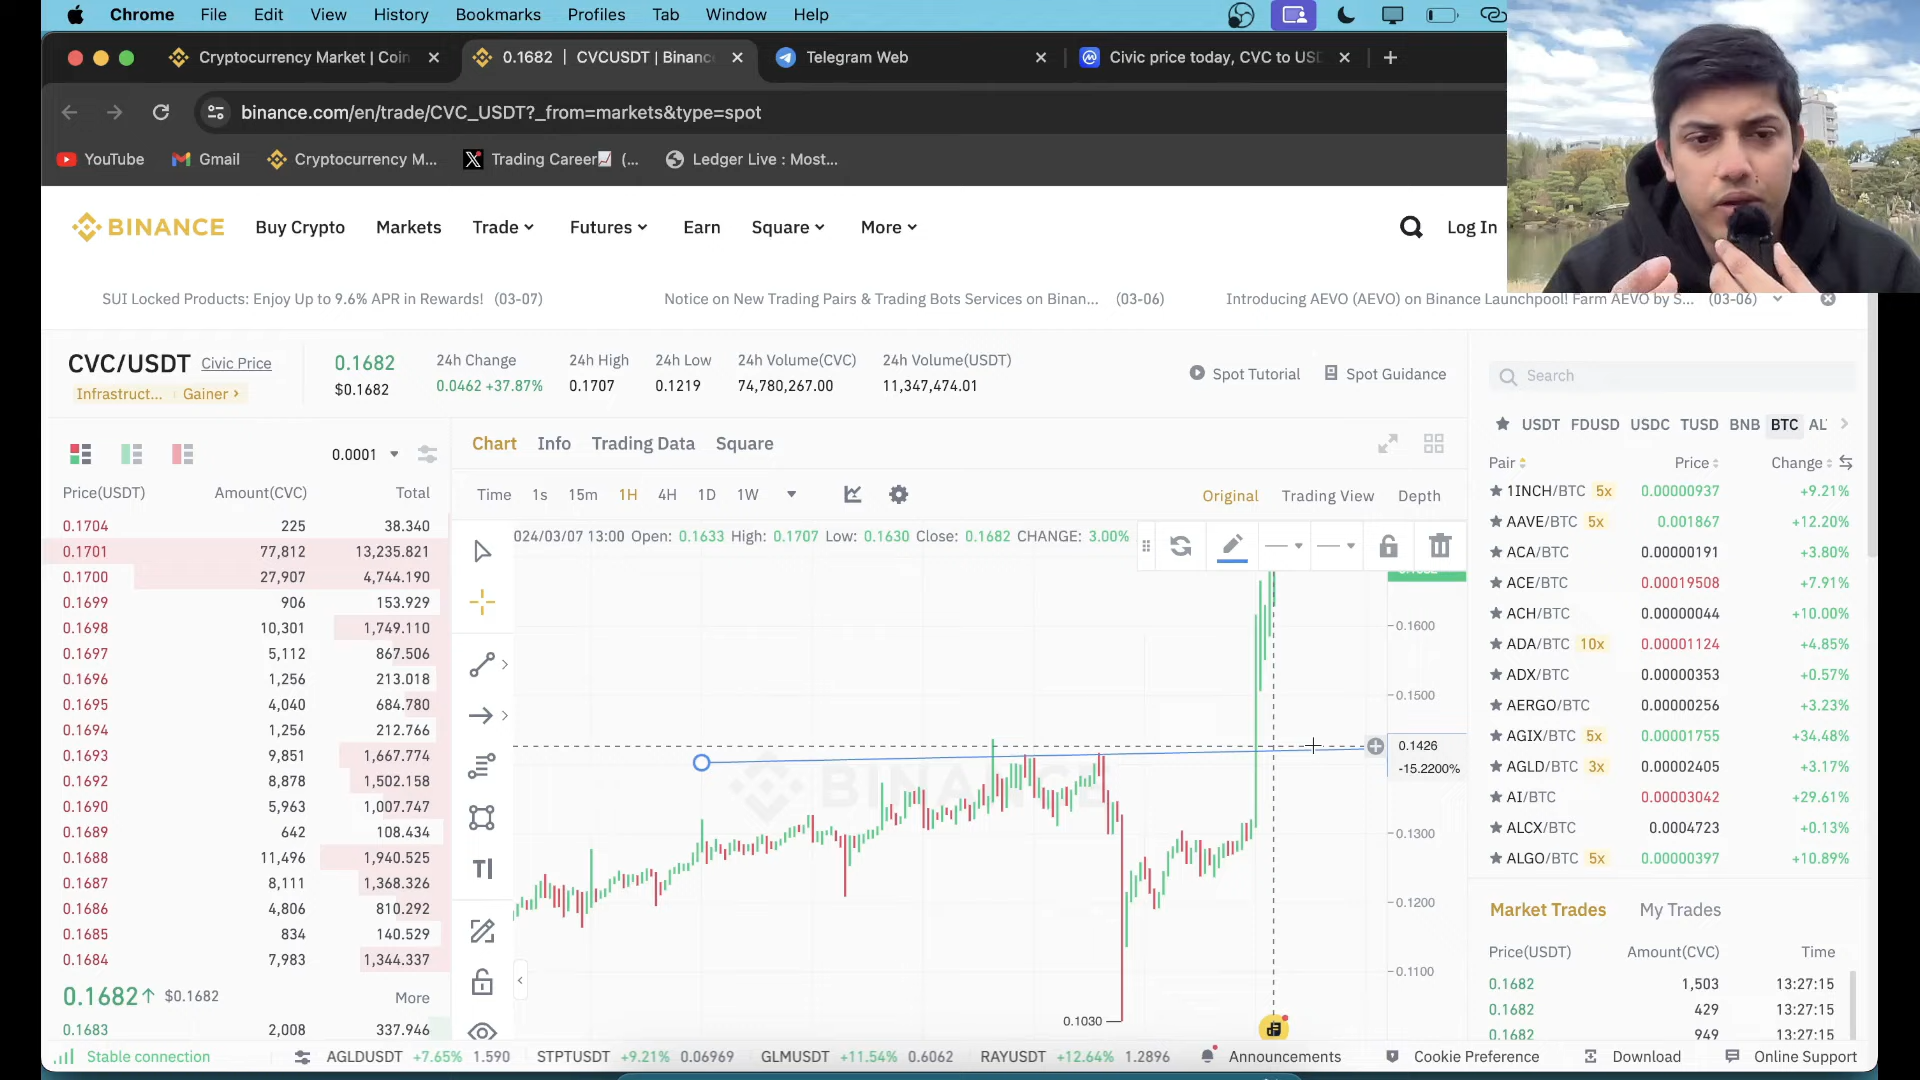 Chrome File Edit View History Bookmarks Profiles Tab Window Help
Cryptocurrency Market | Coin
0.1682 | CVCUSDT | Binanc
Telegram Web
Civic price today, CVC to USD
binance.com/en/trade/CVC_USDT?_from=markets&type=spot
YouTube Gmail Cryptocurrency M... Trading Career (... Ledger Live : Most...
BINANCE Buy Crypto Markets Trade Futures Earn Square More Log In
SUI Locked Products: Enjoy Up to 9.6% APR in Rewards! (03-07)
Notice on New Trading Pairs & Trading Bots Services on Binan... (03-06)
Introducing AEVO (AEVO) on Binance Launchpool! Farm AEVO by S... (03-06)
CVC/USDT Civic Price
Infrastruct... Gainer
0.1682
$0.1682
24h Change 24h High 24h Low 24h Volume(CVC) 24h Volume(USDT)
0.0462 +37.87% 0.1707 0.1219 74,780,267.00 11,347,474.01
Spot Tutorial Spot Guidance
0.0001
Price(USDT) Amount(CVC) Total
0.1704 225 38.340
0.1701 77,812 13,235.821
0.1700 27,907 4,744.190
0.1699 906 153.929
0.1698 10,301 1,749.110
0.1697 5,112 867.506
0.1696 1,256 213.018
0.1695 4,040 684.780
0.1694 1,256 212.766
0.1693 9,851 1,667.774
0.1692 8,878 1,502.158
0.1690 5,963 1,007.747
0.1689 642 108.434
0.1688 11,496 1,940.525
0.1687 8,111 1,368.326
0.1686 4,806 810.292
0.1685 834 140.529
0.1684 7,983 1,344.337
0.1682↑ $0.1682 More
0.1683 2,008 337.946
Chart Info Trading Data Square
Time 1s 15m 1H 4H 1D 1W
Original Trading View Depth
024/03/07 13:00 Open: 0.1633 High: 0.1707 Low: 0.1630 Close: 0.1682 CHANGE: 3.00%
0.1600
0.1500
0.1426
-15.2200%
BINANCE
0.1300
0.1200
0.1100
0.1030
Search
USDT FDUSD USDC TUSD BNB BTC AL
Pair Price Change
1INCH/BTC 5x 0.00000937 +9.21%
AAVE/BTC 5x 0.001867 +12.20%
ACA/BTC 0.00000191 +3.80%
ACE/BTC 0.00019508 +7.91%
ACH/BTC 0.00000044 +10.00%
ADA/BTC 10x 0.00001124 +4.85%
ADX/BTC 0.00000353 +0.57%
AERGO/BTC 0.00000256 +3.23%
AGIX/BTC 5x 0.00001755 +34.48%
AGLD/BTC 3x 0.00002405 +3.17%
AI/BTC 0.00003042 +29.61%
ALCX/BTC 0.0004723 +0.13%
ALGO/BTC 5x 0.00000397 +10.89%
Market Trades My Trades
Price(USDT) Amount(CVC) Time
0.1682 1,503 13:27:15
0.1682 429 13:27:15
0.1682 949 13:27:15
Stable connection
AGLDUSDT +7.65% 1.590 STPTUSDT +9.21% 0.06969 GLMUSDT +11.54% 0.6062 RAYUSDT +12.64% 1.2896
Announcements Cookie Preference Download Online Support